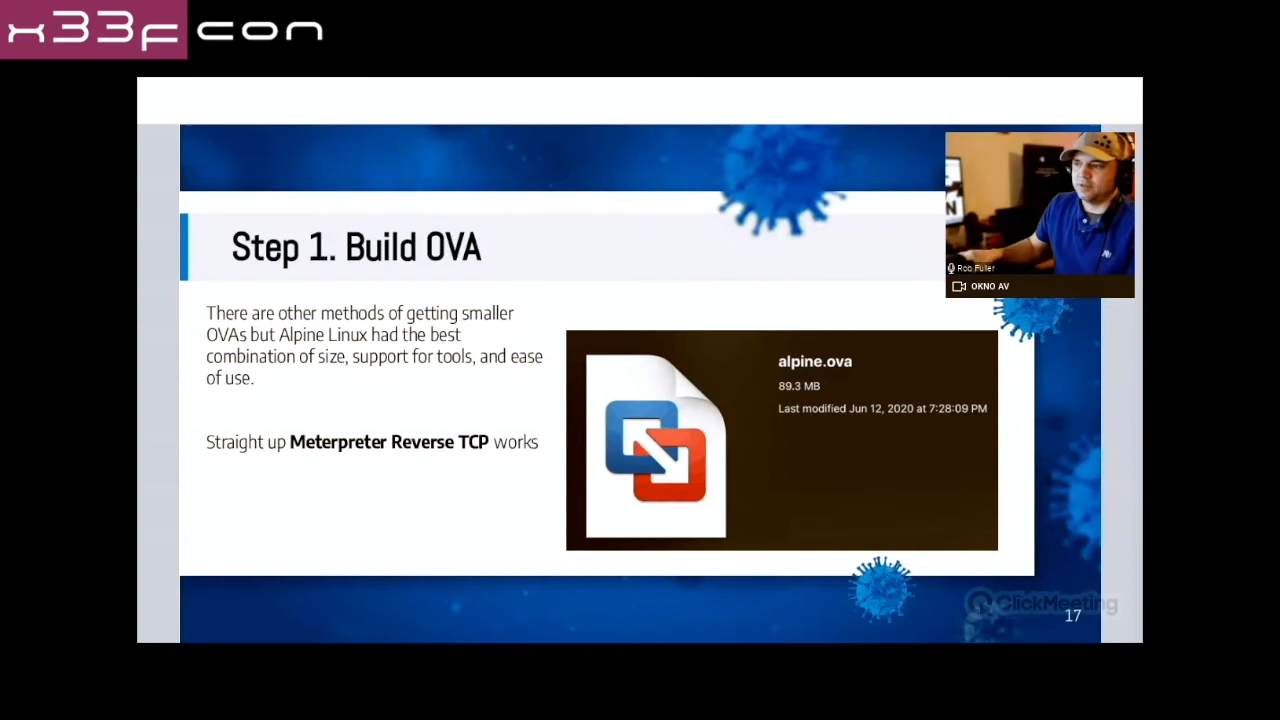 x33f con
Step 1. Build OVA
Rob Fuller
OKNO AV
There are other methods of getting smaller
OVAs but Alpine Linux had the best
combination of size, support for tools, and ease
of use.
Straight up Meterpreter Reverse TCP works
alpine.ova
89.3 MB
Last modified Jun 12, 2020 at 7:28:09 PM
ClickMeeting
17